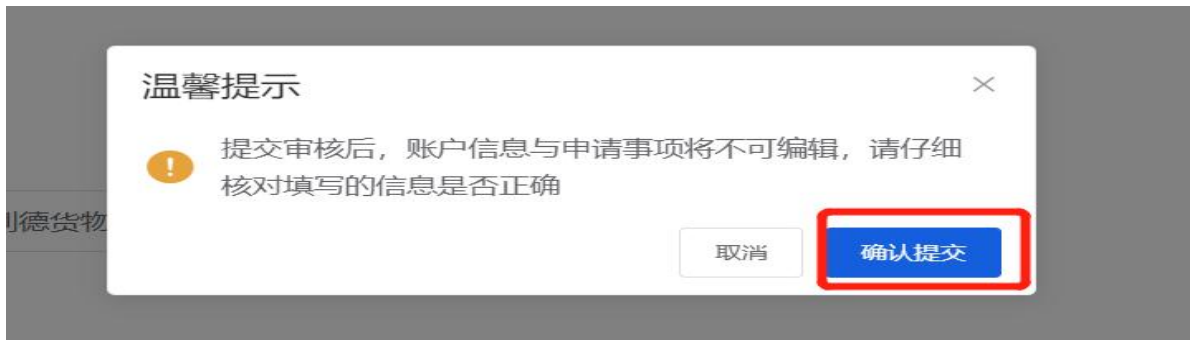 温馨提示
提交审核后，账户信息与申请事项将不可编辑，请仔细
核对填写的信息是否正确
德货物
取消
确认提交